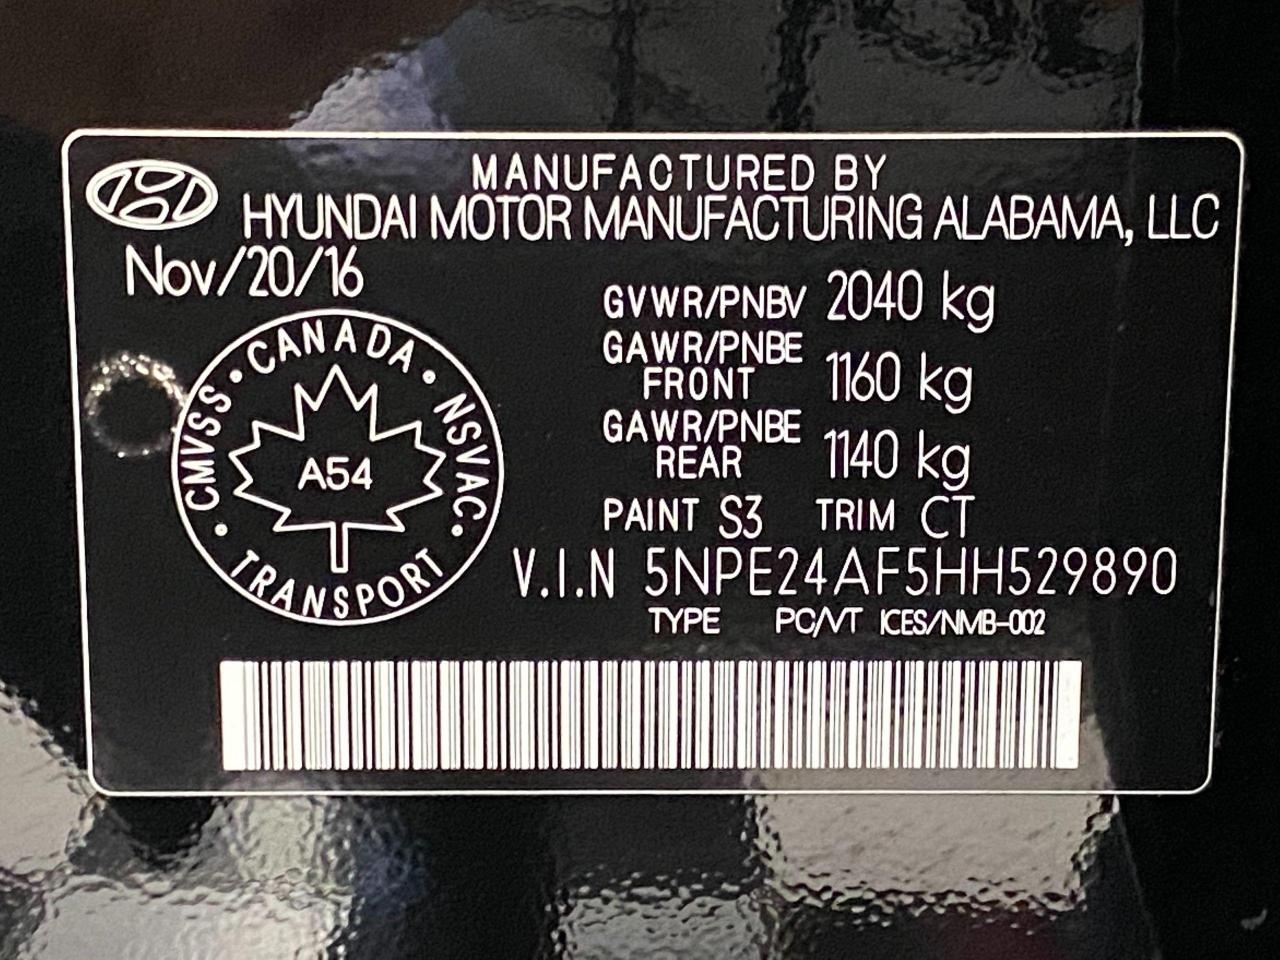 MANUFACTURED BY
HYUNDAI MOTOR MANUFACTURING ALABAMA, LLC
Nov/20/16
GVWR/PNBV 2040 kg
GAWR/PNBE FRONT 1160 kg
GAWR/PNBE REAR 1140 kg
PAINT S3 TRIM CT
V.I.N 5NPE24AF5HH529890
TYPE PC/VT ICES/NMB-002
CANADA • NSVAC • TRANSPORT • CMVSS •
A54